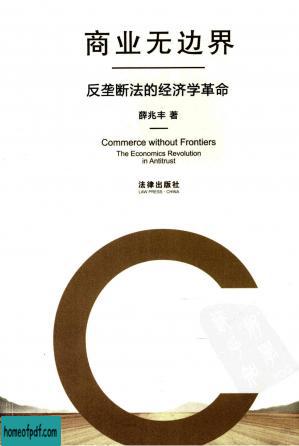 商业无边界
反垄断法的经济学革命
薛兆丰 著
Commerce without Frontiers
The Economics Revolution
in Antitrust
法律出版社
LAW PRESS · CHINA
homeofpdf.com